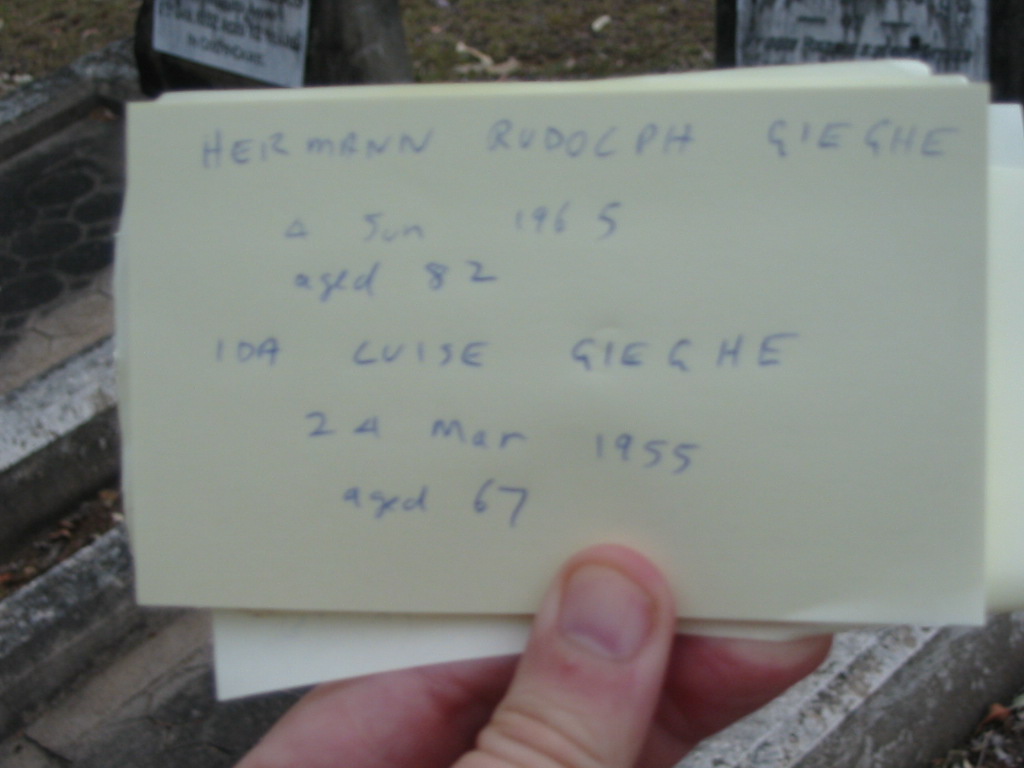 HERMANN RUDOLPH GIEGHE
4 Jun 1965
aged 82
IDA LUISE GIEGHE
24 Mar 1955
aged 67